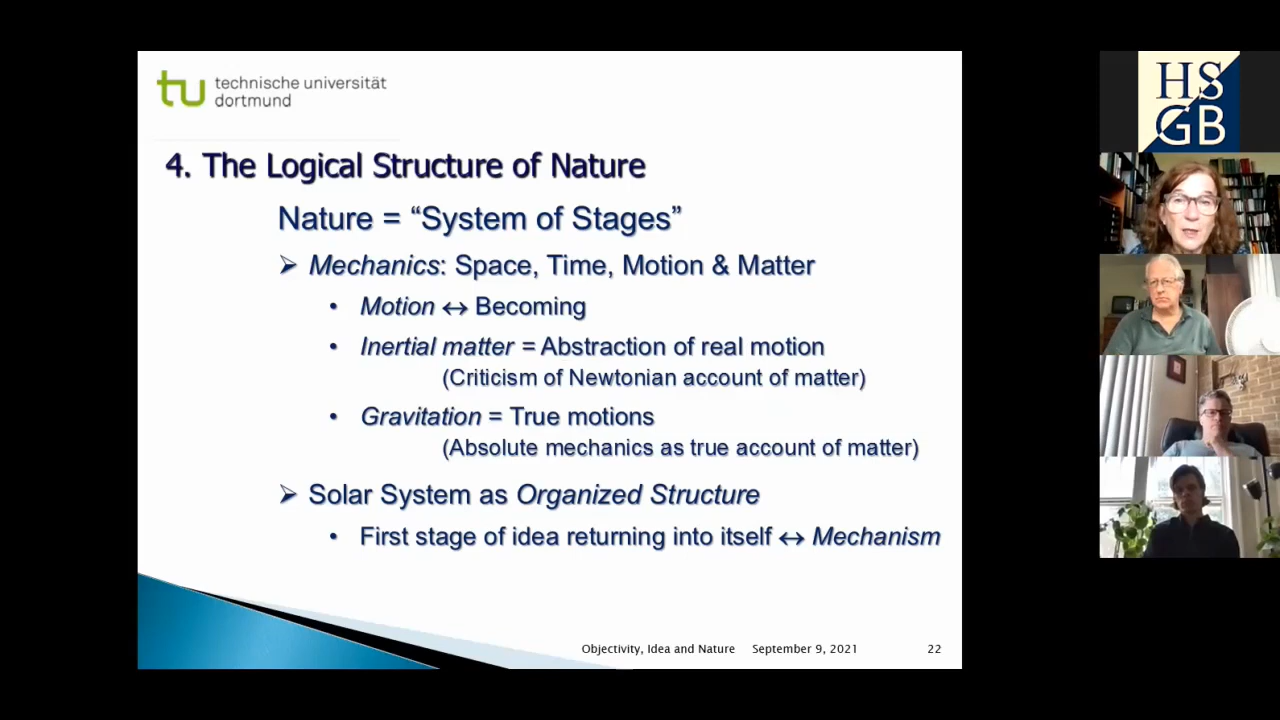 tu technische universität
dortmund
4. The Logical Structure of Nature
Nature = “System of Stages”
➢ Mechanics: Space, Time, Motion & Matter
• Motion ↔ Becoming
• Inertial matter = Abstraction of real motion
(Criticism of Newtonian account of matter)
• Gravitation = True motions
(Absolute mechanics as true account of matter)
➢ Solar System as Organized Structure
• First stage of idea returning into itself ↔ Mechanism
Objectivity, Idea and Nature September 9, 2021 22
HS
GB